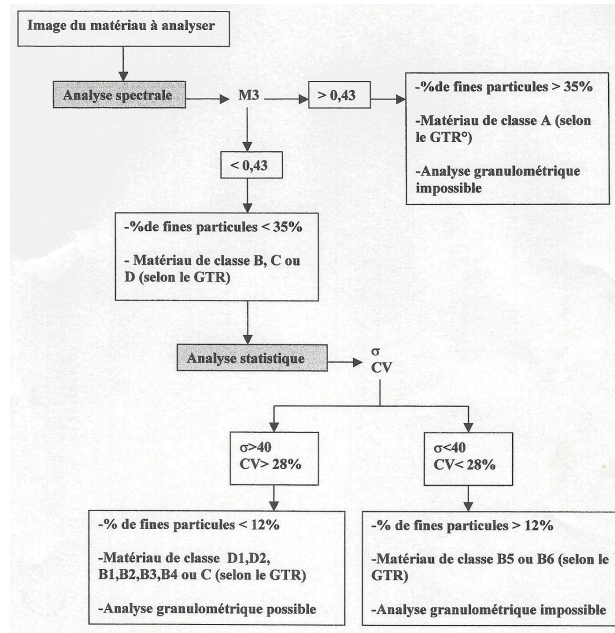 Image du matériau à analyser
Analyse spectrale
M3
> 0,43
-%de fines particules > 35%
-Matériau de classe A (selon
le GTR°)
-Analyse granulométrique
impossible
< 0,43
-%de fines particules < 35%
- Matériau de classe B, C ou
D (selon le GTR)
Analyse statistique
σ
CV
σ>40
CV> 28%
σ<40
CV< 28%
-% de fines particules < 12%
-Matériau de classe D1,D2,
B1,B2,B3,B4 ou C (selon le GTR)
-Analyse granulométrique possible
-% de fines particules > 12%
-Matériau de classe B5 ou B6 (selon le
GTR)
-Analyse granulométrique impossible